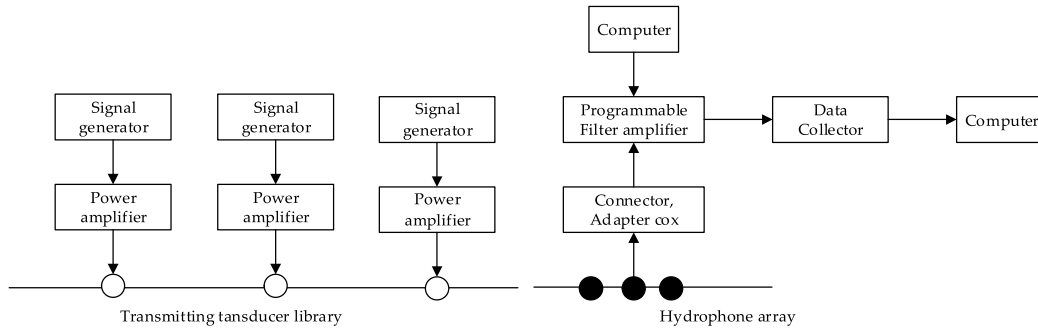 Computer
Signal
generator
Signal
generator
Signal
generator
Programmable
Filter amplifier
Data
Collector
Computer
Power
amplifier
Power
amplifier
Power
amplifier
Connector,
Adapter cox
Transmitting tansducer library
Hydrophone array